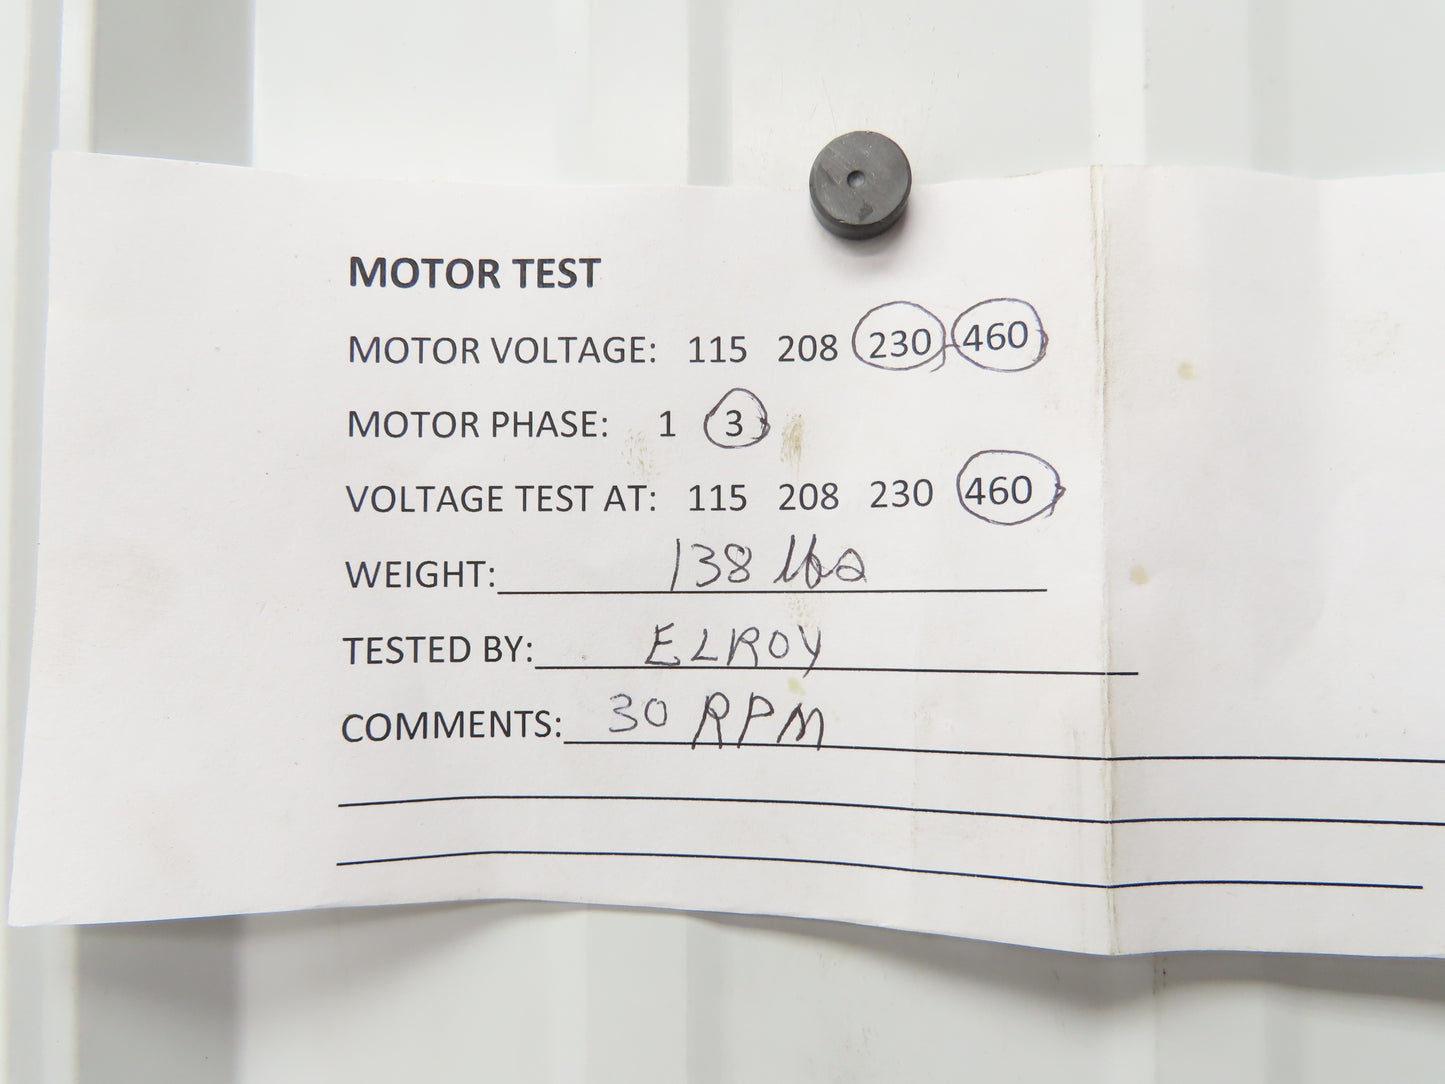 MOTOR TEST
MOTOR VOLTAGE: 115 208 230-460
MOTOR PHASE: 1 3
VOLTAGE TEST AT: 115 208 230 460
WEIGHT: 138 lbs
TESTED BY: ELROY
COMMENTS: 30 RPM